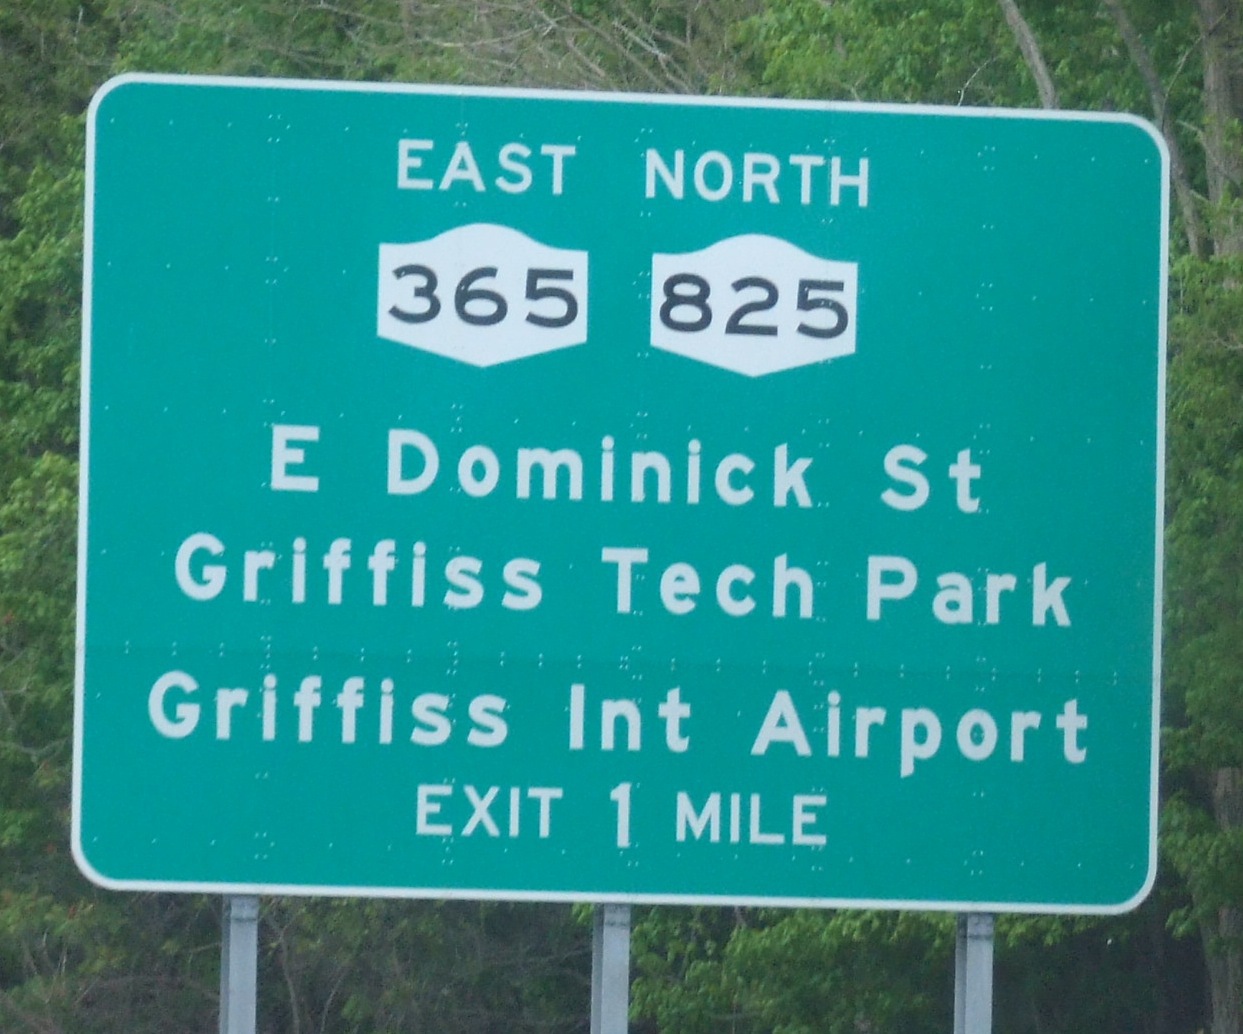 EAST NORTH
365 825
E Dominick St
Griffiss Tech Park
Griffiss Int Airport
EXIT 1 MILE